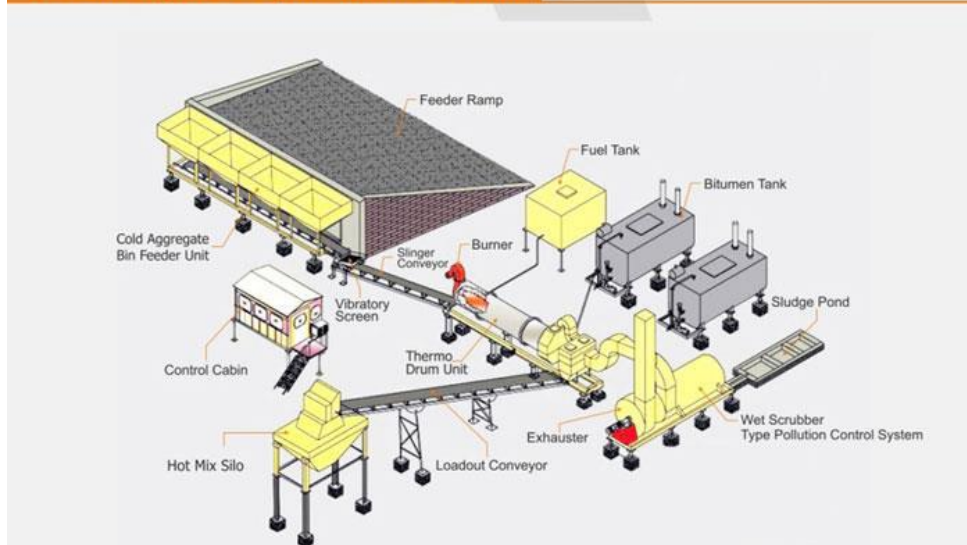 Feeder Ramp
Fuel Tank
Bitumen Tank
Cold Aggregate
Bin Feeder Unit
Slinger
Conveyor
Burner
Vibratory
Screen
Sludge Pond
Control Cabin
Thermo
Drum Unit
Exhauster
Wet Scrubber
Type Pollution Control System
Hot Mix Silo
Loadout Conveyor